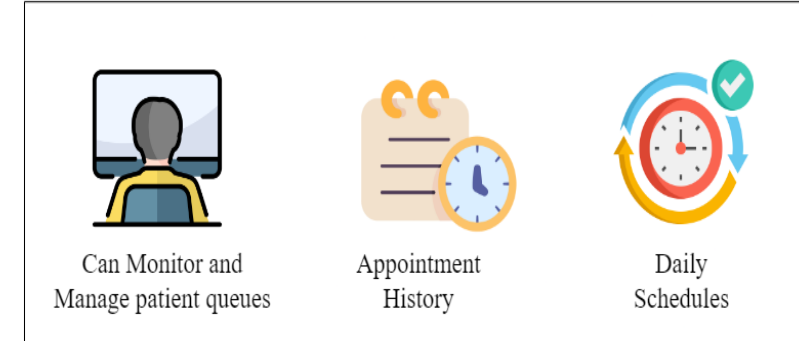 Can Monitor and
Manage patient queues
Appointment
History
Daily
Schedules